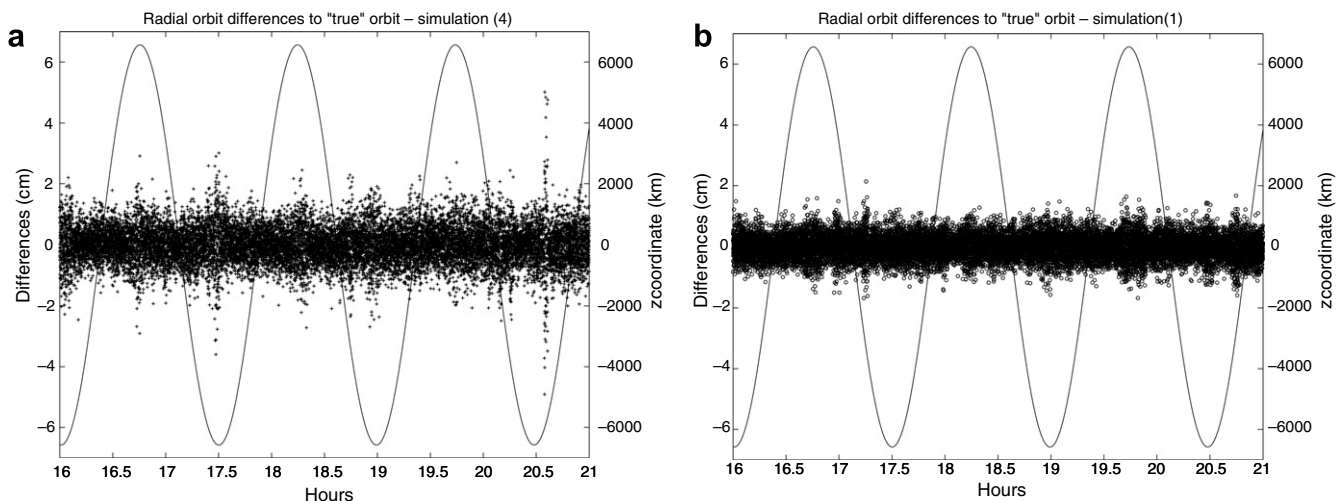 a
Radial orbit differences to "true" orbit – simulation (4)
6
4
2
0
–2
–4
–6
Differences (cm)
6000
4000
2000
0
–2000
–4000
–6000
zcoordinate (km)
16 16.5 17 17.5 18 18.5 19 19.5 20 20.5 21
Hours
b
Radial orbit differences to "true" orbit – simulation(1)
6
4
2
0
–2
–4
–6
Differences (cm)
6000
4000
2000
0
–2000
–4000
–6000
zcoordinate (km)
16 16.5 17 17.5 18 18.5 19 19.5 20 20.5 21
Hours